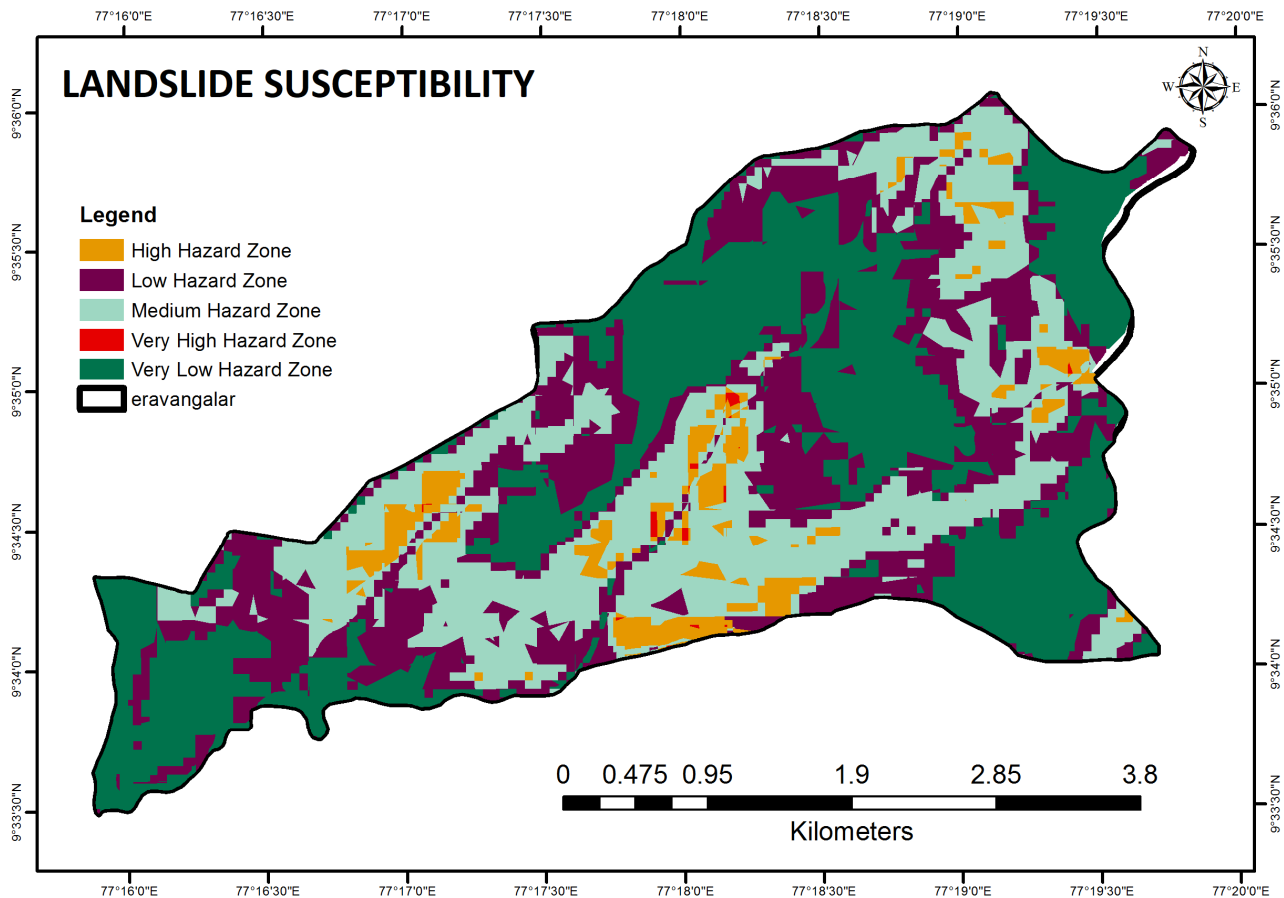 77°16'0"E 77°16'30"E 77°17'0"E 77°17'30"E 77°18'0"E 77°18'30"E 77°19'0"E 77°19'30"E 77°20'0"E
LANDSLIDE SUSCEPTIBILITY
N
W E
S
9°36'0"N 9°36'0"N
Legend
High Hazard Zone
Low Hazard Zone
Medium Hazard Zone
Very High Hazard Zone
Very Low Hazard Zone
eravangalar
9°35'30"N 9°35'30"N
9°35'0"N 9°35'0"N
9°34'30"N 9°34'30"N
9°34'0"N 9°34'0"N
9°33'30"N 9°33'30"N
0 0.475 0.95 1.9 2.85 3.8
Kilometers
77°16'0"E 77°16'30"E 77°17'0"E 77°17'30"E 77°18'0"E 77°18'30"E 77°19'0"E 77°19'30"E 77°20'0"E